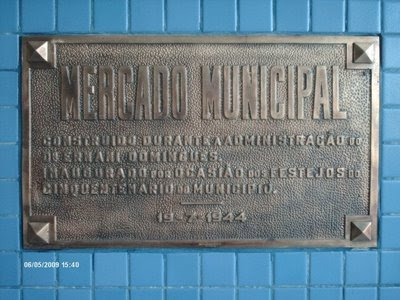 MERCADO MUNICIPAL
CONSTRUIDO DURANTE A ADMINISTRAÇÃO DO
DR ERNANI DOMINGUES.
INAUGURADO POR OCASIÃO DOS FESTEJOS DO
CINQUENTENARIO DO MUNICIPIO.
19-7-1944
06/05/2009 15:40